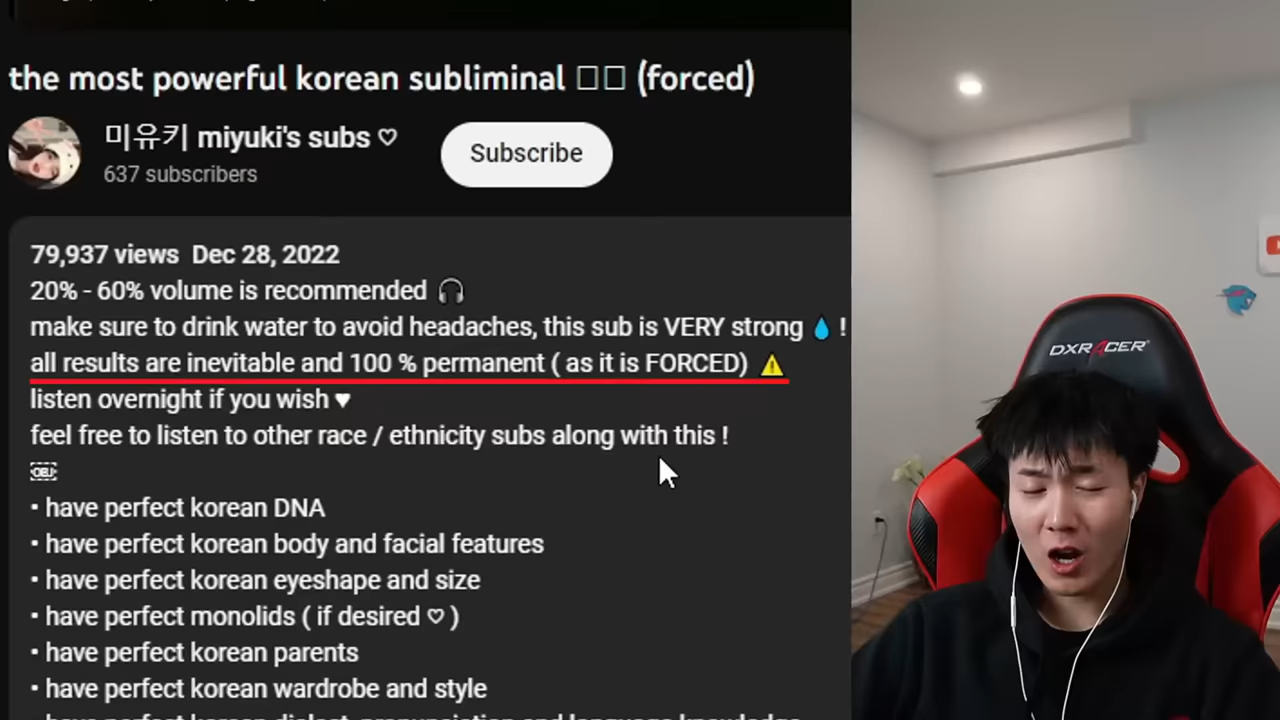 the most powerful korean subliminal □□ (forced)
미유키 miyuki's subs ♡
637 subscribers
Subscribe
79,937 views Dec 28, 2022
20% - 60% volume is recommended 🎧
make sure to drink water to avoid headaches, this sub is VERY strong 💧 !
all results are inevitable and 100 % permanent ( as it is FORCED) ⚠️
listen overnight if you wish ♥
feel free to listen to other race / ethnicity subs along with this !
OBJ
• have perfect korean DNA
• have perfect korean body and facial features
• have perfect korean eyeshape and size
• have perfect monolids ( if desired ♡ )
• have perfect korean parents
• have perfect korean wardrobe and style
DXRACER